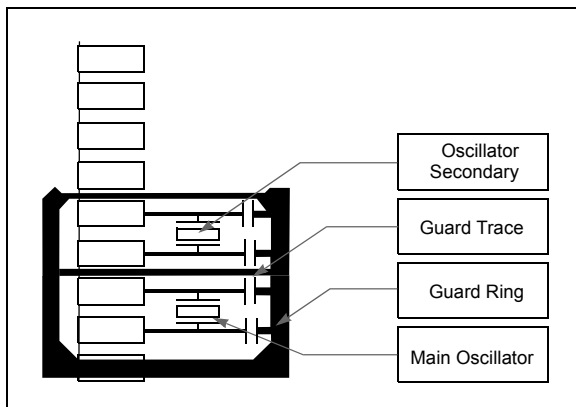 Oscillator
Secondary
Guard Trace
Guard Ring
Main Oscillator